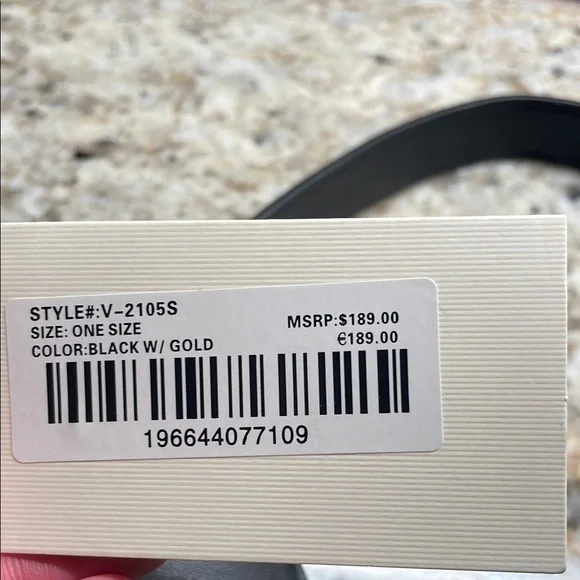 STYLE#:V-2105S
SIZE: ONE SIZE
COLOR:BLACK W/ GOLD
MSRP:$189.00
€189.00
196644077109